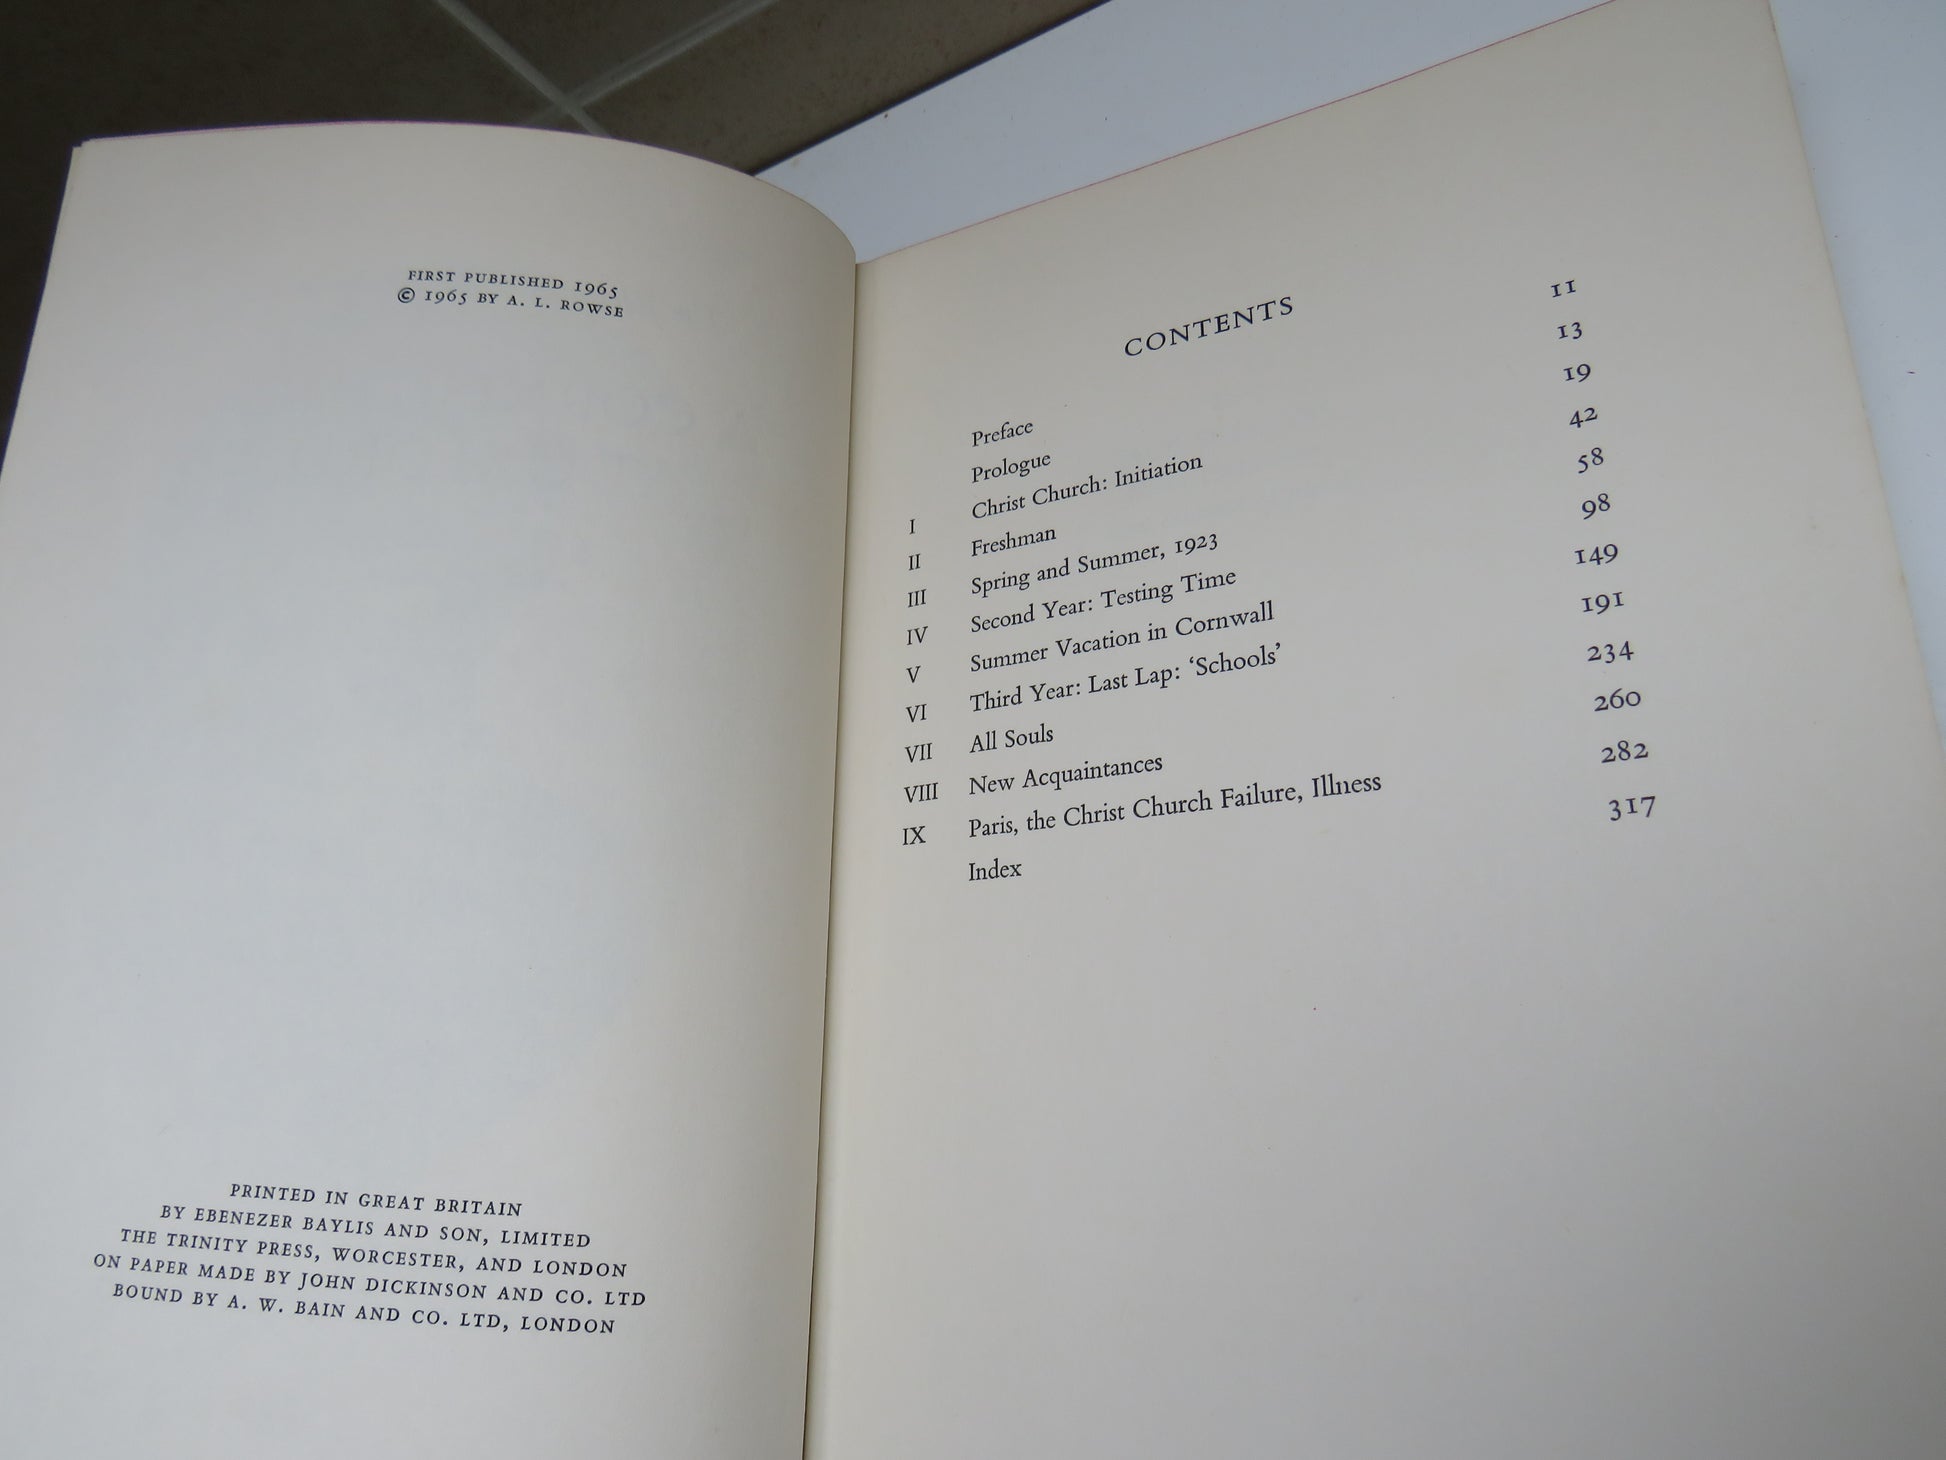 FIRST PUBLISHED 1965
© 1965 BY A. L. ROWSE
PRINTED IN GREAT BRITAIN
BY EBENEZER BAYLIS AND SON, LIMITED
THE TRINITY PRESS, WORCESTER, AND LONDON
ON PAPER MADE BY JOHN DICKINSON AND CO. LTD
BOUND BY A. W. BAIN AND CO. LTD, LONDON
CONTENTS
Preface 11
Prologue 13
I Christ Church: Initiation 19
II Freshman 42
III Spring and Summer, 1923 58
IV Second Year: Testing Time 98
V Summer Vacation in Cornwall 149
VI Third Year: Last Lap: ‘Schools’ 191
VII All Souls 234
VIII New Acquaintances 260
IX Paris, the Christ Church Failure, Illness 282
Index 317